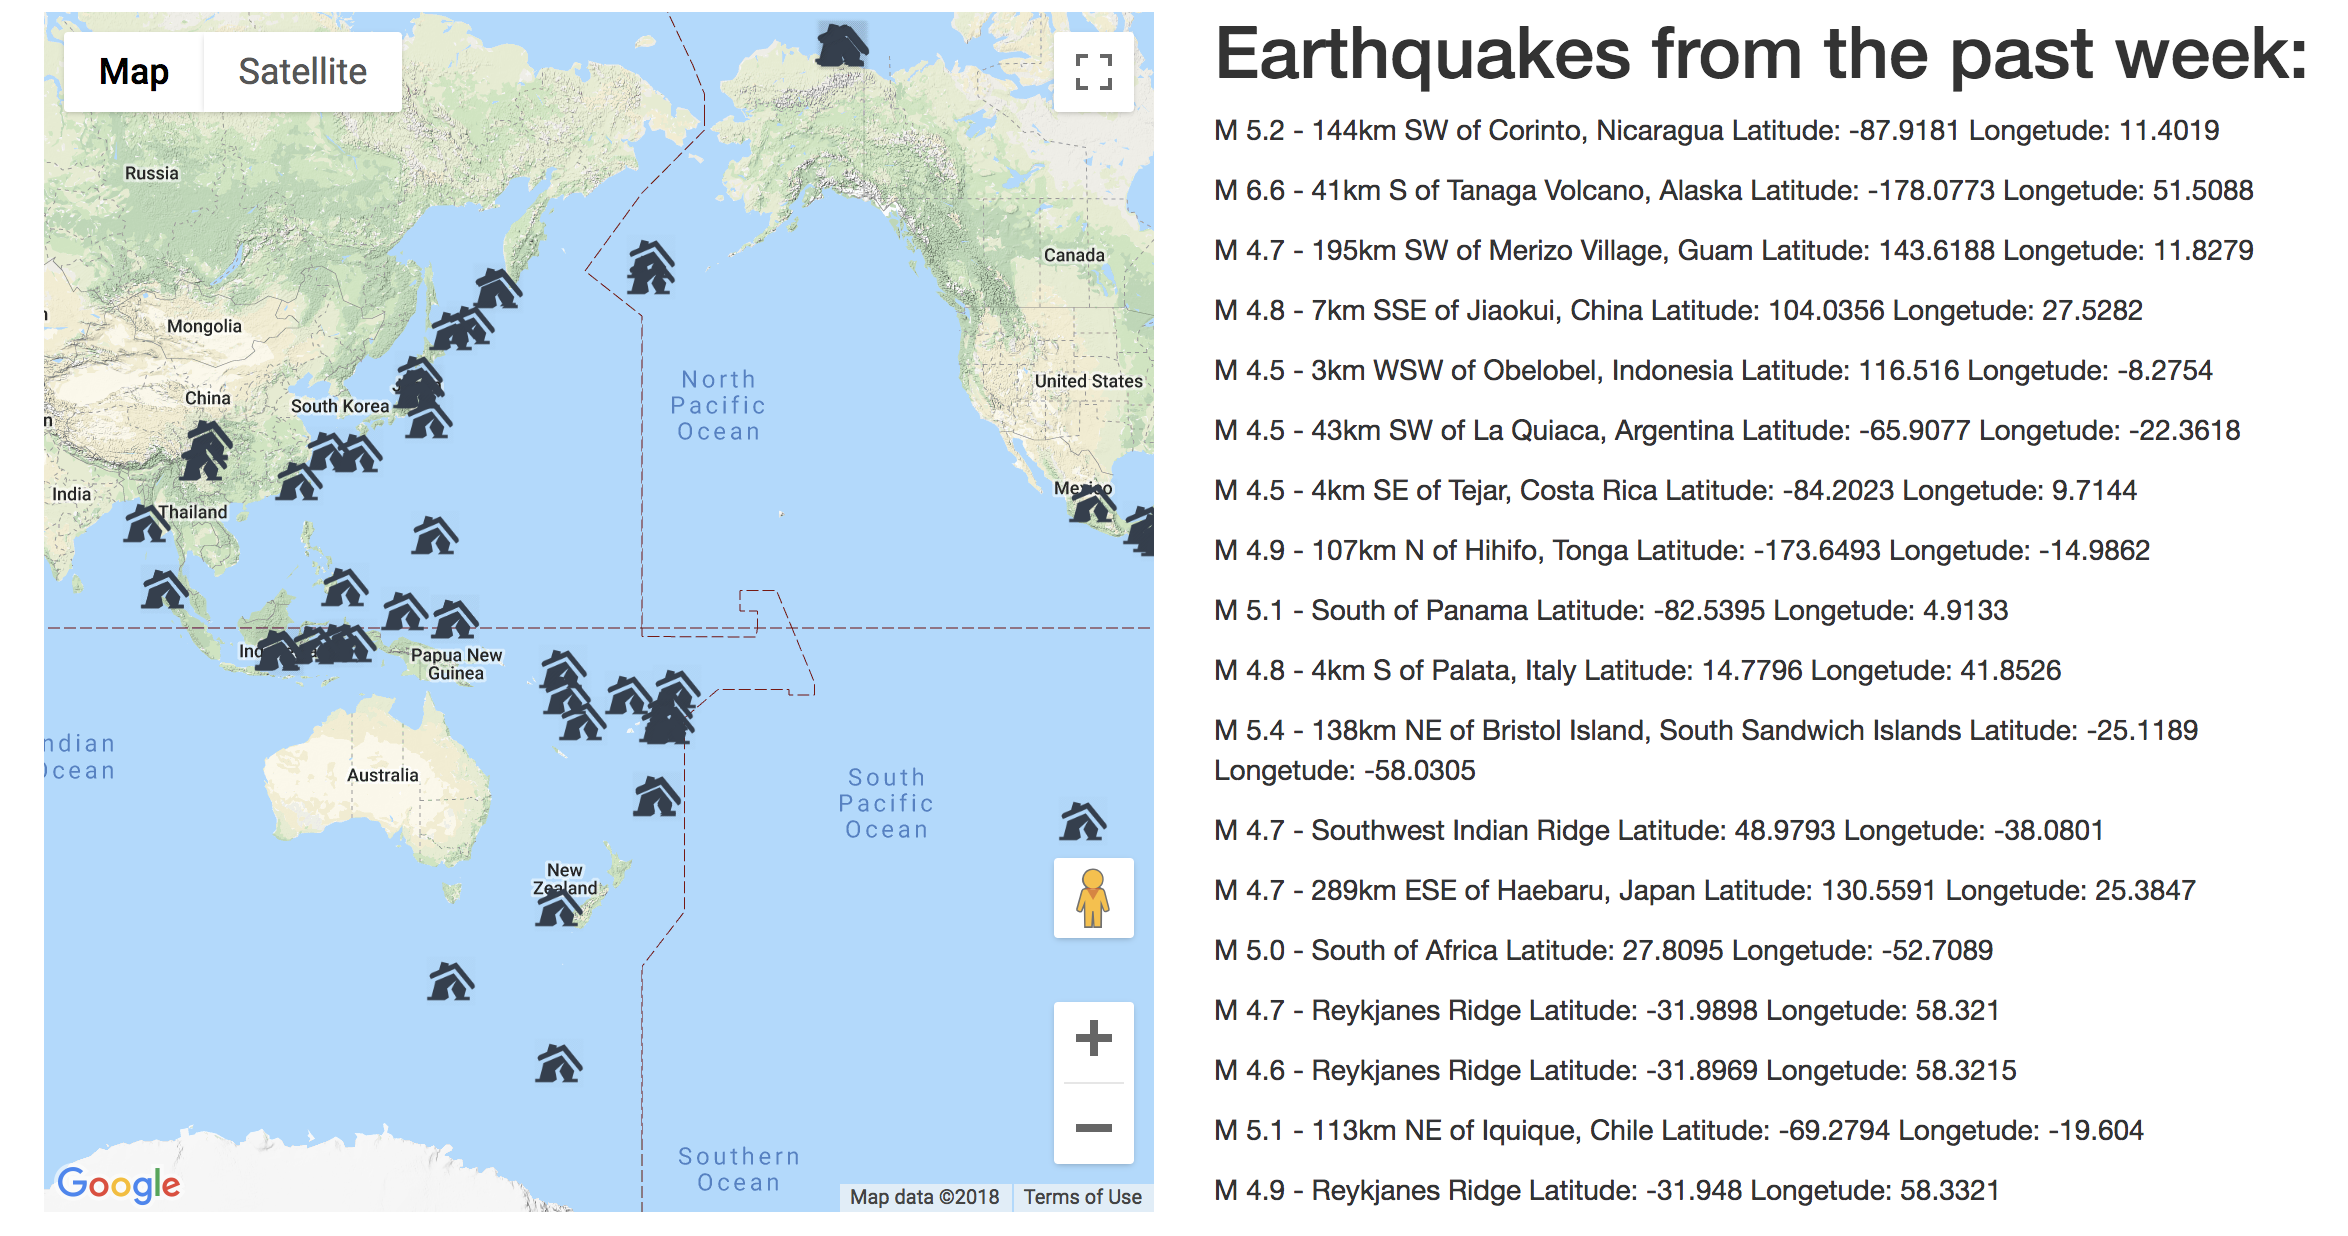 Map
Satellite
Russia
Canada
Mongolia
United States
North
Pacific
Ocean
China
South Korea
India
Mexico
Thailand
Papua New
Guinea
ndian
cean
Australia
South
Pacific
Ocean
New
Zealand
Southern
Ocean
Google
Map data ©2018
Terms of Use
Earthquakes from the past week:
M 5.2 - 144km SW of Corinto, Nicaragua Latitude: -87.9181 Longetude: 11.4019
M 6.6 - 41km S of Tanaga Volcano, Alaska Latitude: -178.0773 Longetude: 51.5088
M 4.7 - 195km SW of Merizo Village, Guam Latitude: 143.6188 Longetude: 11.8279
M 4.8 - 7km SSE of Jiaokui, China Latitude: 104.0356 Longetude: 27.5282
M 4.5 - 3km WSW of Obelobel, Indonesia Latitude: 116.516 Longetude: -8.2754
M 4.5 - 43km SW of La Quiaca, Argentina Latitude: -65.9077 Longetude: -22.3618
M 4.5 - 4km SE of Tejar, Costa Rica Latitude: -84.2023 Longetude: 9.7144
M 4.9 - 107km N of Hihifo, Tonga Latitude: -173.6493 Longetude: -14.9862
M 5.1 - South of Panama Latitude: -82.5395 Longetude: 4.9133
M 4.8 - 4km S of Palata, Italy Latitude: 14.7796 Longetude: 41.8526
M 5.4 - 138km NE of Bristol Island, South Sandwich Islands Latitude: -25.1189
Longetude: -58.0305
M 4.7 - Southwest Indian Ridge Latitude: 48.9793 Longetude: -38.0801
M 4.7 - 289km ESE of Haebaru, Japan Latitude: 130.5591 Longetude: 25.3847
M 5.0 - South of Africa Latitude: 27.8095 Longetude: -52.7089
M 4.7 - Reykjanes Ridge Latitude: -31.9898 Longetude: 58.321
M 4.6 - Reykjanes Ridge Latitude: -31.8969 Longetude: 58.3215
M 5.1 - 113km NE of Iquique, Chile Latitude: -69.2794 Longetude: -19.604
M 4.9 - Reykjanes Ridge Latitude: -31.948 Longetude: 58.3321